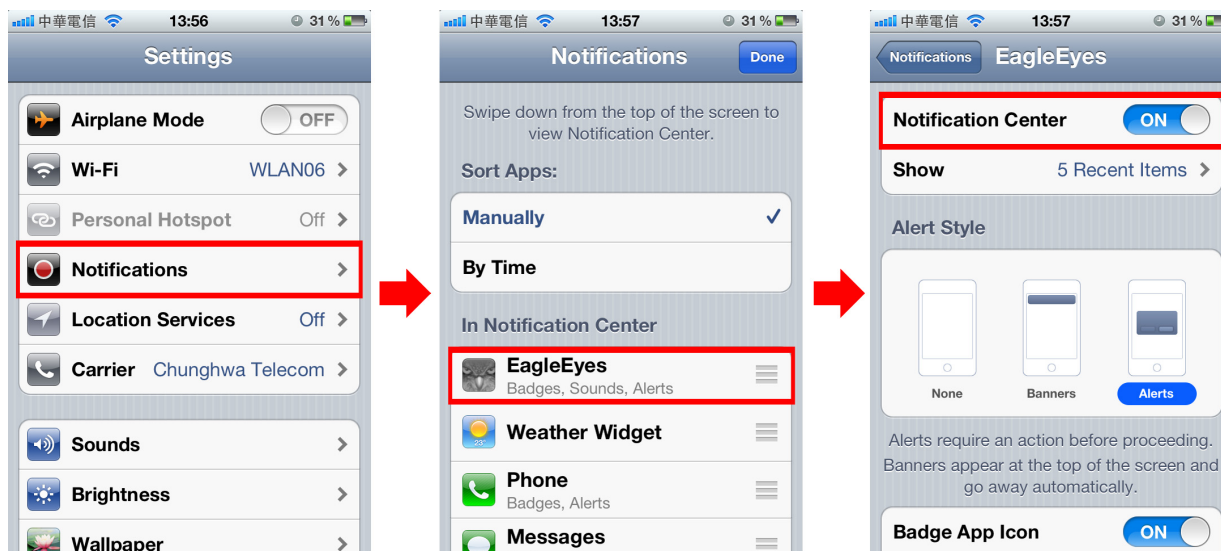 中華電信 13:56 31 %
Settings
Airplane Mode OFF
Wi-Fi WLAN06
Personal Hotspot Off
Notifications
Location Services Off
Carrier Chunghwa Telecom
Sounds
Brightness
Wallpaper
中華電信 13:57 31 %
Notifications Done
Swipe down from the top of the screen to
view Notification Center.
Sort Apps:
Manually
By Time
In Notification Center
EagleEyes
Badges, Sounds, Alerts
23°
Weather Widget
Phone
Badges, Alerts
Messages
中華電信 13:57 31 %
Notifications EagleEyes
Notification Center ON
Show 5 Recent Items
Alert Style
None Banners Alerts
Alerts require an action before proceeding.
Banners appear at the top of the screen and
go away automatically.
Badge App Icon ON